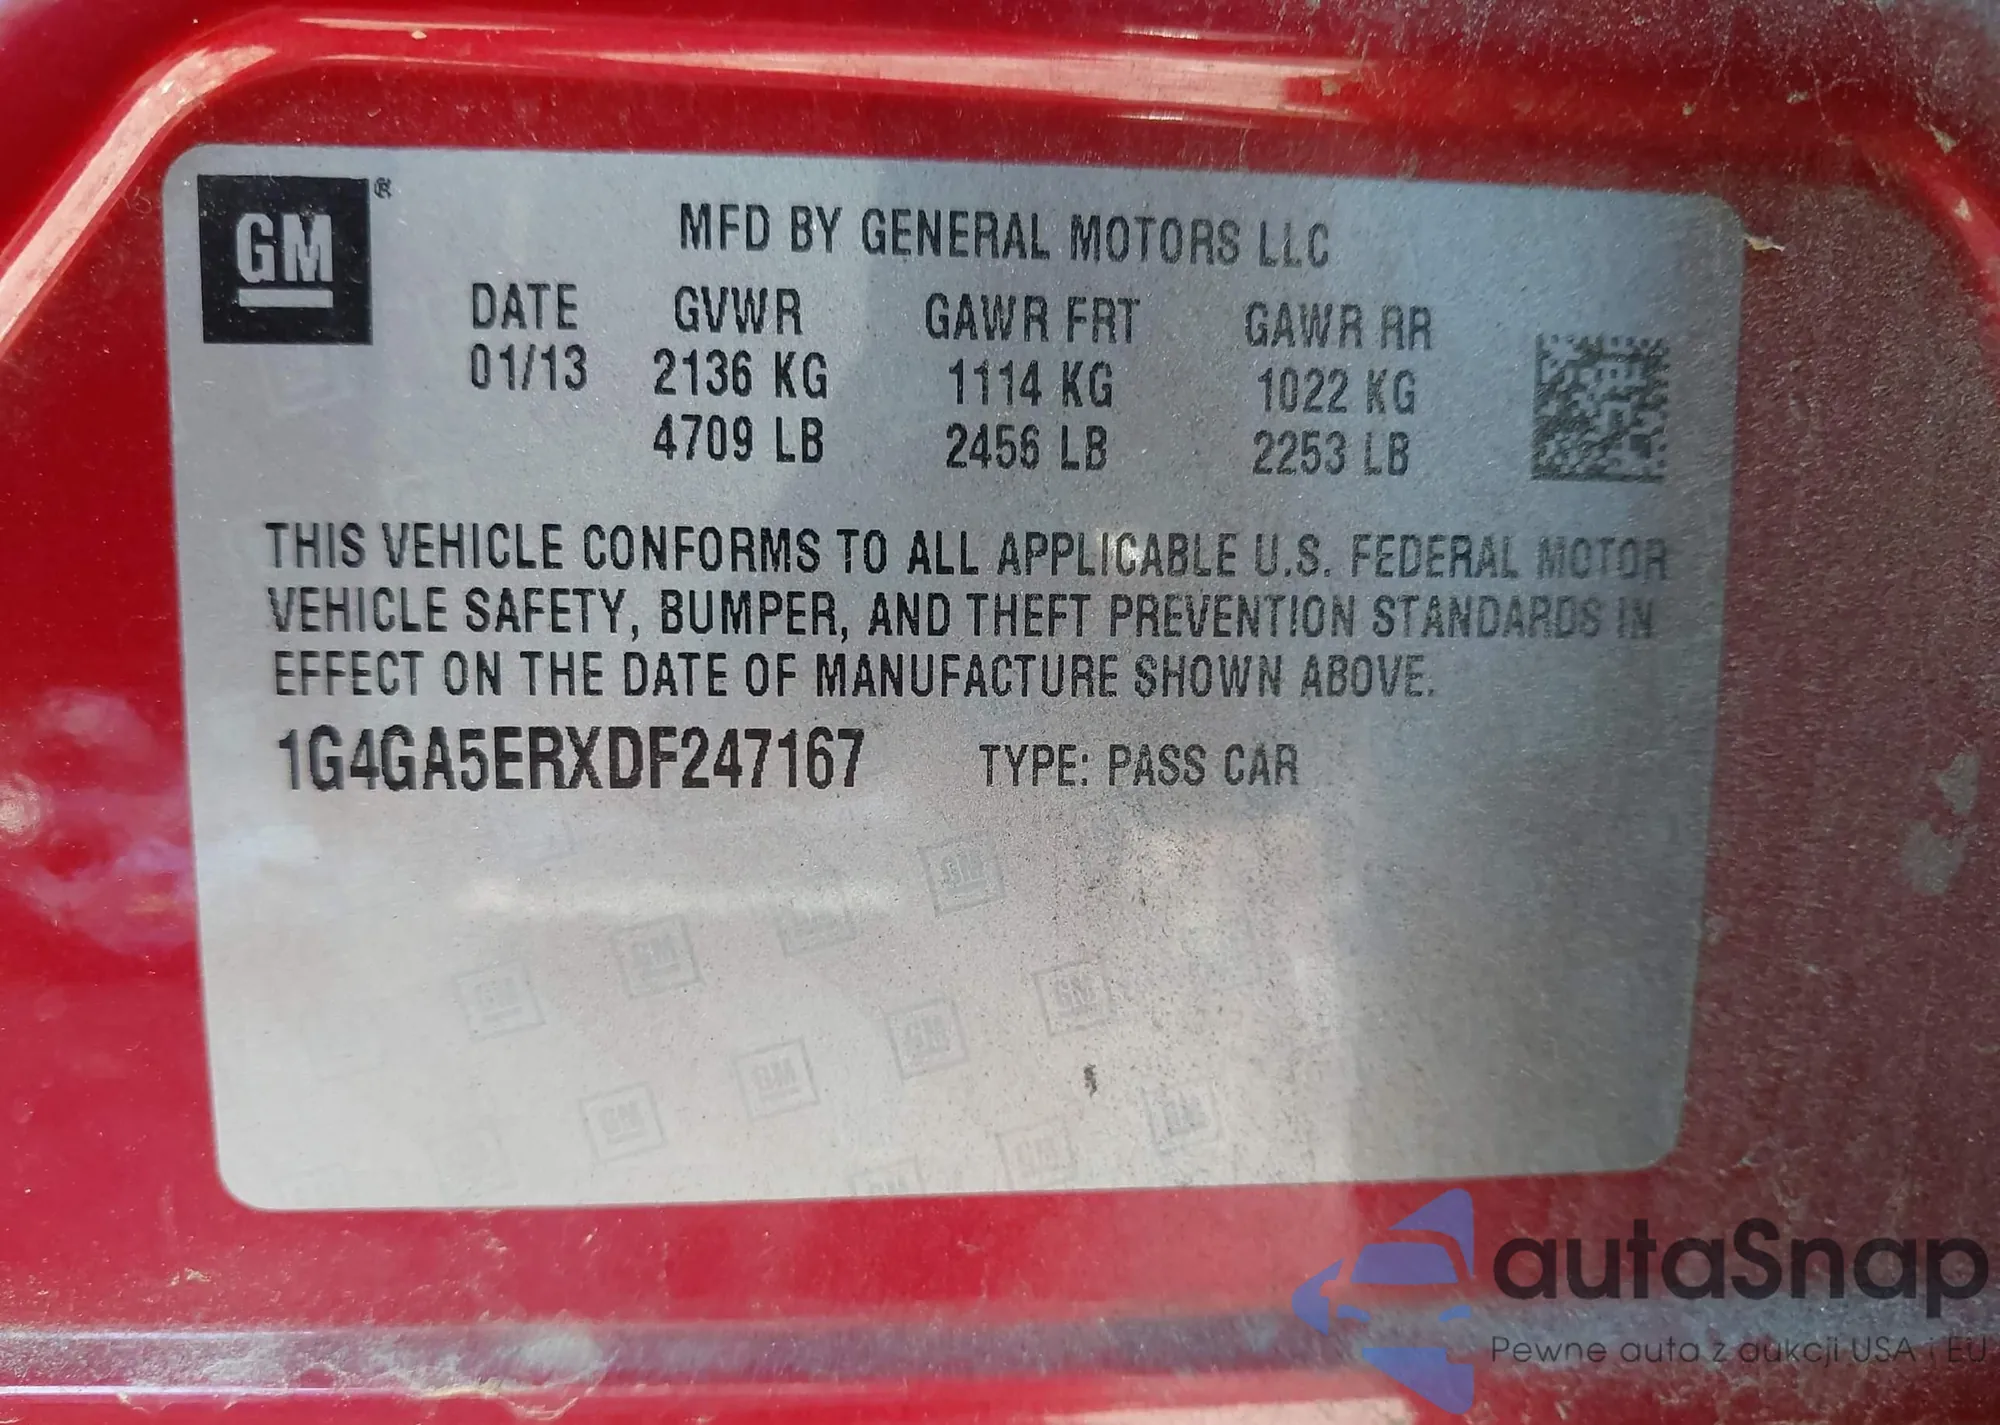 GM ®
MFD BY GENERAL MOTORS LLC
DATE GVWR GAWR FRT GAWR RR
01/13 2136 KG 1114 KG 1022 KG
4709 LB 2456 LB 2253 LB
THIS VEHICLE CONFORMS TO ALL APPLICABLE U.S. FEDERAL MOTOR
VEHICLE SAFETY, BUMPER, AND THEFT PREVENTION STANDARDS IN
EFFECT ON THE DATE OF MANUFACTURE SHOWN ABOVE.
1G4GA5ERXDF247167 TYPE: PASS CAR
autaSnap
Pewne auta z aukcji USA i EU